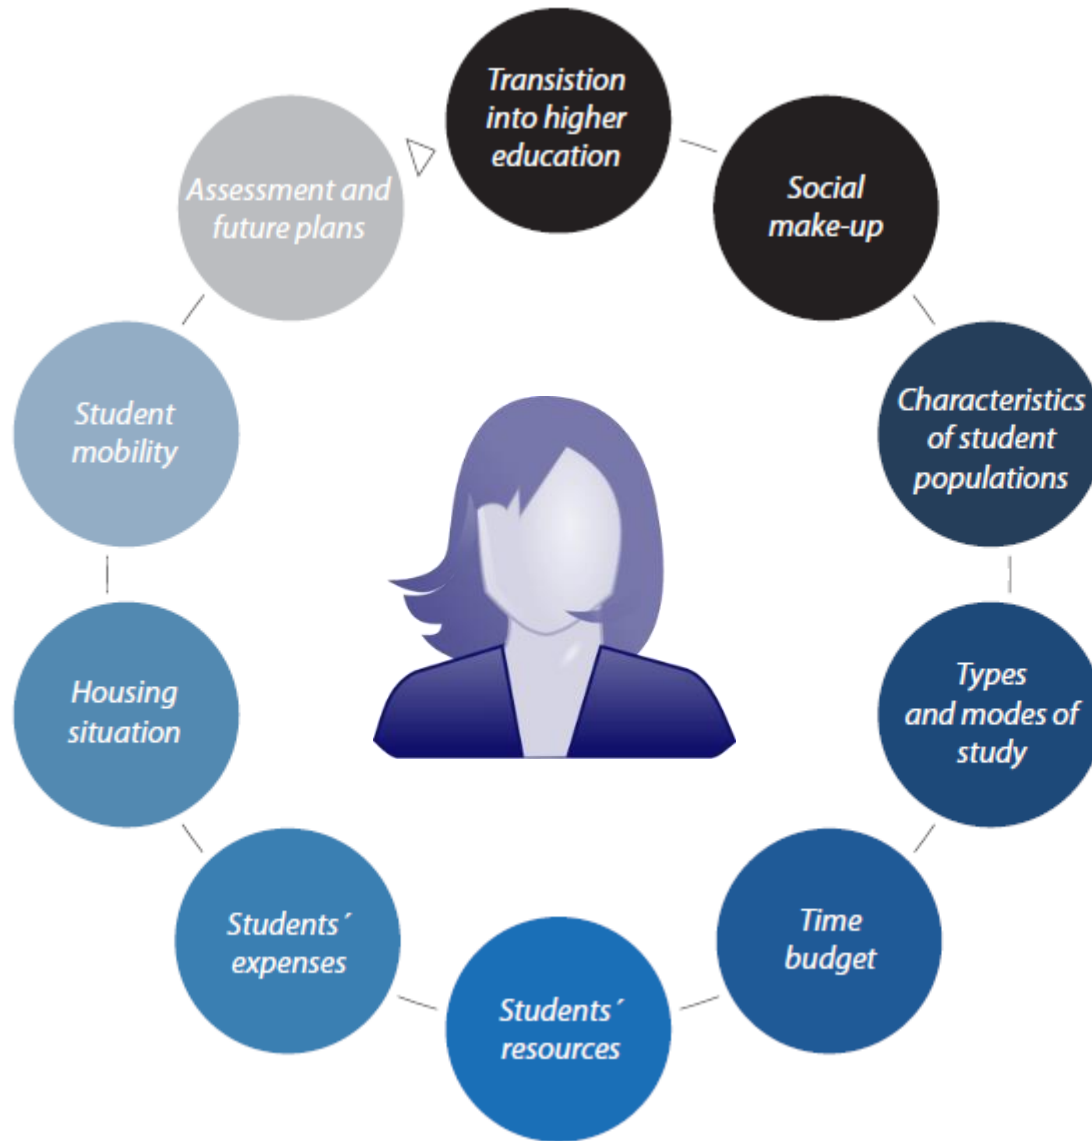 Transistion
into higher
education
Social
make-up
Characteristics
of student
populations
Types
and modes of
study
Time
budget
Students´
resources
Students´
expenses
Housing
situation
Student
mobility
Assessment and
future plans